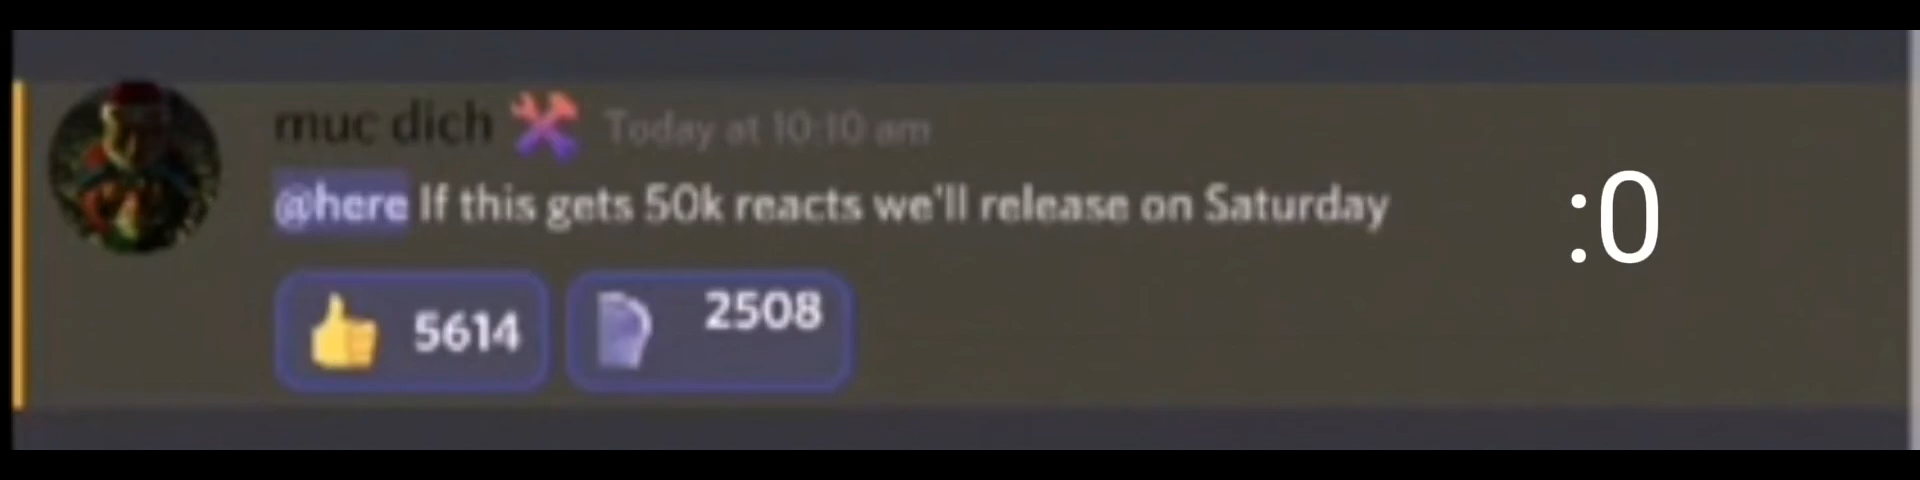 muc dich Today at 10:10 am
@here If this gets 50k reacts we'll release on Saturday
:0
5614 2508